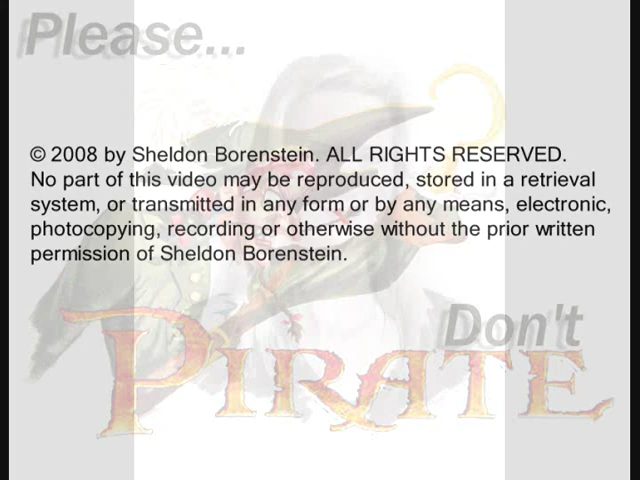 Please...
© 2008 by Sheldon Borenstein. ALL RIGHTS RESERVED.
No part of this video may be reproduced, stored in a retrieval
system, or transmitted in any form or by any means, electronic,
photocopying, recording or otherwise without the prior written
permission of Sheldon Borenstein.
Don't
PIRATE